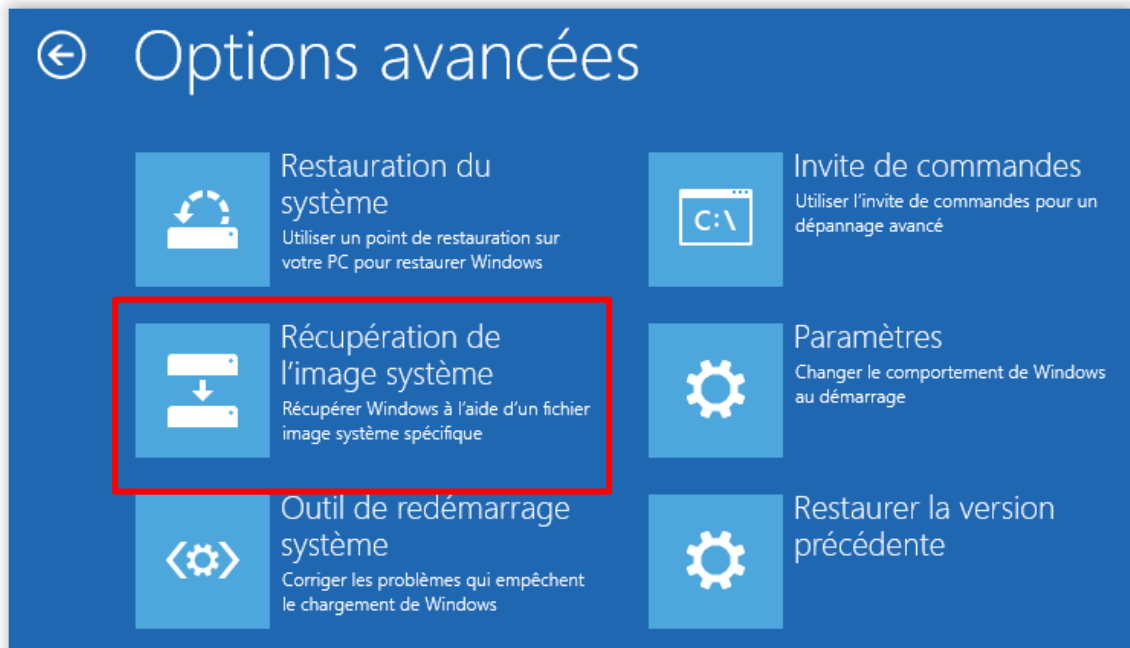 Options avancées
Restauration du
système
Utiliser un point de restauration sur
votre PC pour restaurer Windows
Récupération de
l'image système
Récupérer Windows à l'aide d'un fichier
image système spécifique
Outil de redémarrage
système
Corriger les problèmes qui empêchent
le chargement de Windows
C:\
Invite de commandes
Utiliser l'invite de commandes pour un
dépannage avancé
Paramètres
Changer le comportement de Windows
au démarrage
Restaurer la version
précédente